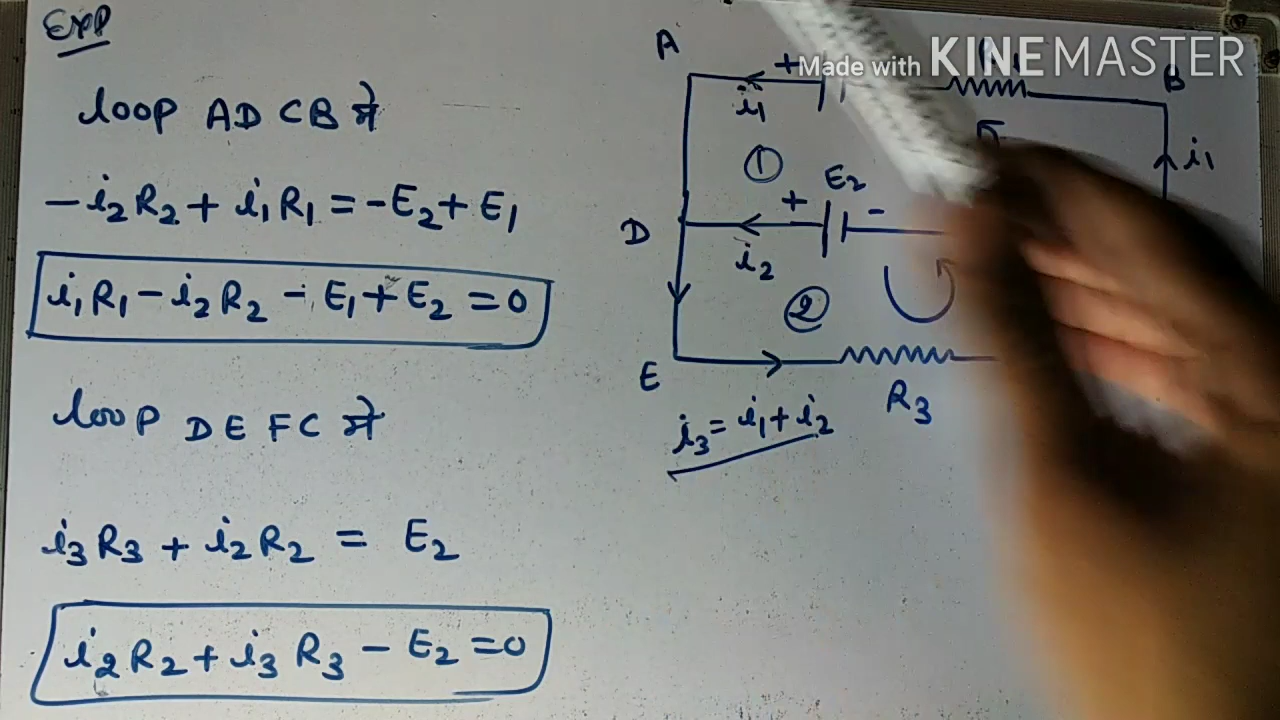 EXP
loop ADCB में
-i₂R₂ + i₁R₁ = -E₂ + E₁
i₁R₁ - i₂R₂ - E₁ + E₂ = 0
loop DEFC में
i₃R₃ + i₂R₂ = E₂
i₂R₂ + i₃R₃ - E₂ = 0
Made with KINEMASTER
A
+
B
i₁
i₁
①
E₂
+ -
D
i₂
②
E
R₃
i₃ = i₁ + i₂